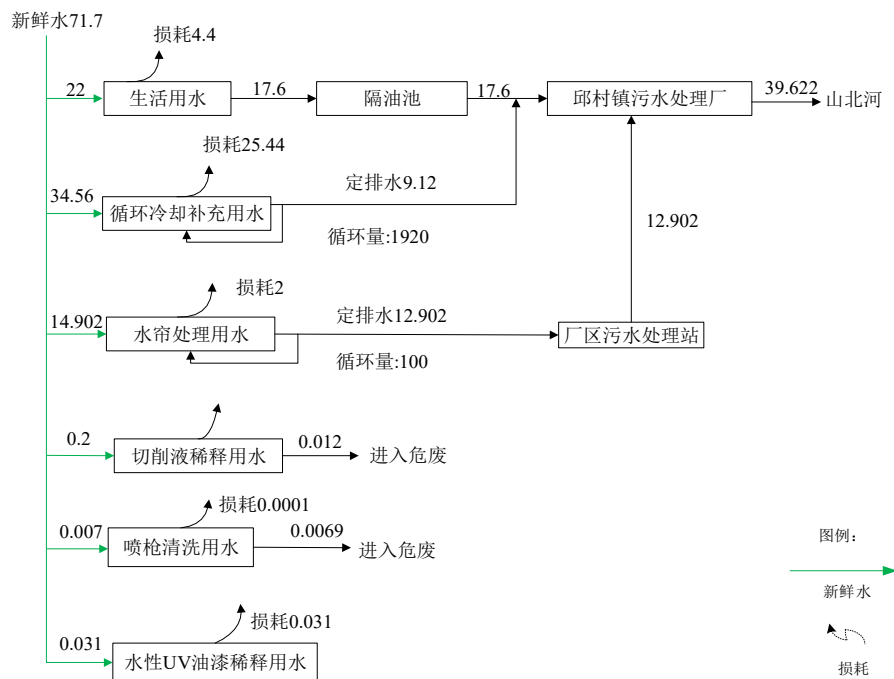 新鲜水71.7
损耗4.4
22
生活用水
17.6
隔油池
17.6
邱村镇污水处理厂
39.622
山北河
损耗25.44
34.56
循环冷却补充用水
定排水9.12
循环量:1920
12.902
损耗2
14.902
水帘处理用水
定排水12.902
循环量:100
厂区污水处理站
0.2
切削液稀释用水
0.012
进入危废
损耗0.0001
0.007
喷枪清洗用水
0.0069
进入危废
图例:
新鲜水
损耗0.031
0.031
水性UV油漆稀释用水
损耗